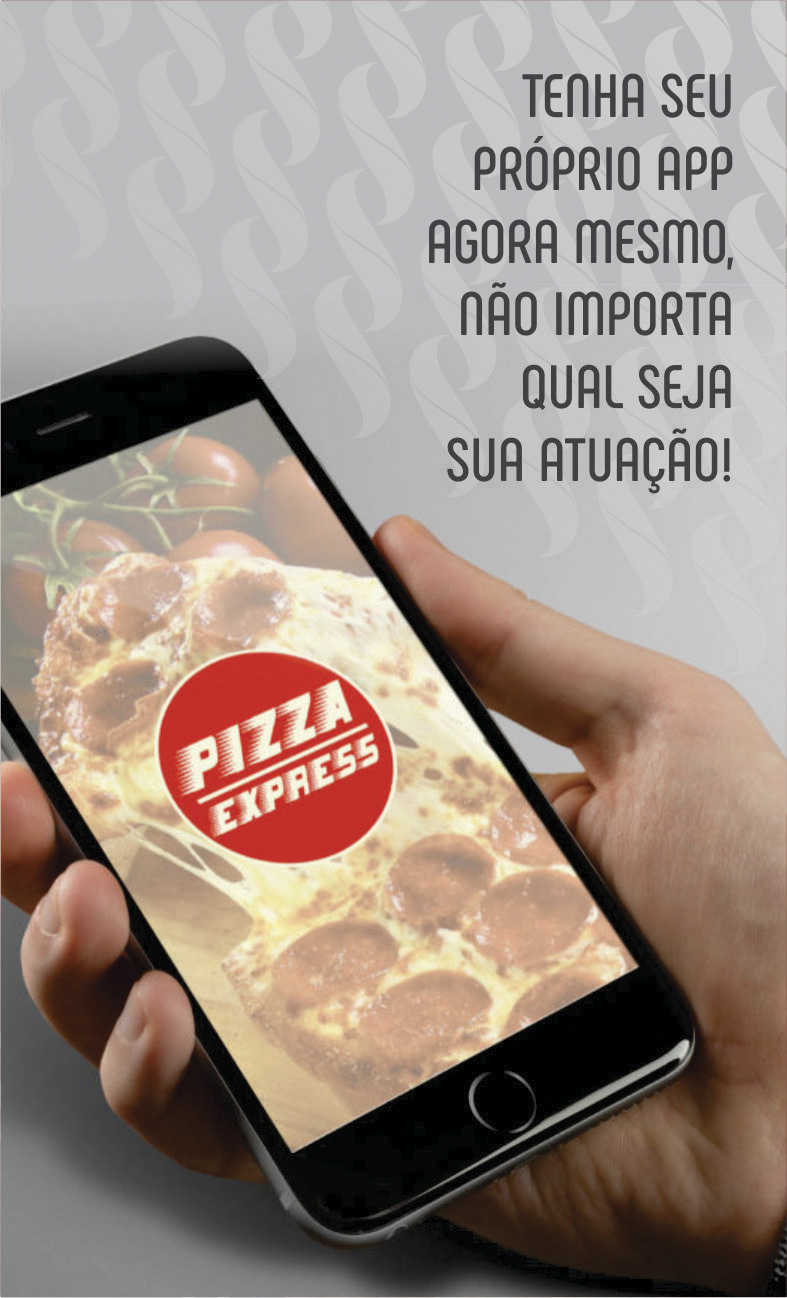 TENHA SEU
PRÓPRIO APP
AGORA MESMO,
NÃO IMPORTA
QUAL SEJA
SUA ATUAÇÃO!
PIZZA
EXPRESS